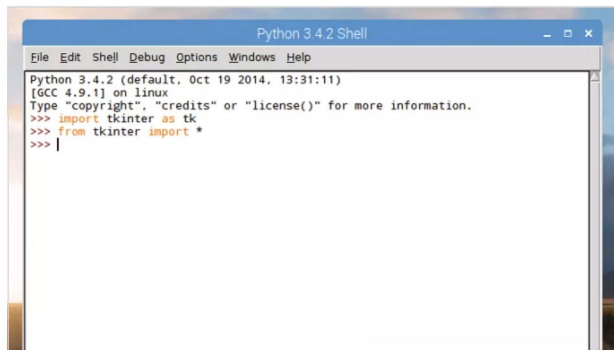 Python 3.4.2 Shell
File Edit Shell Debug Options Windows Help
Python 3.4.2 (default, Oct 19 2014, 13:31:11)
[GCC 4.9.1] on linux
Type "copyright", "credits" or "license()" for more information.
>>> import tkinter as tk
>>> from tkinter import *
>>>